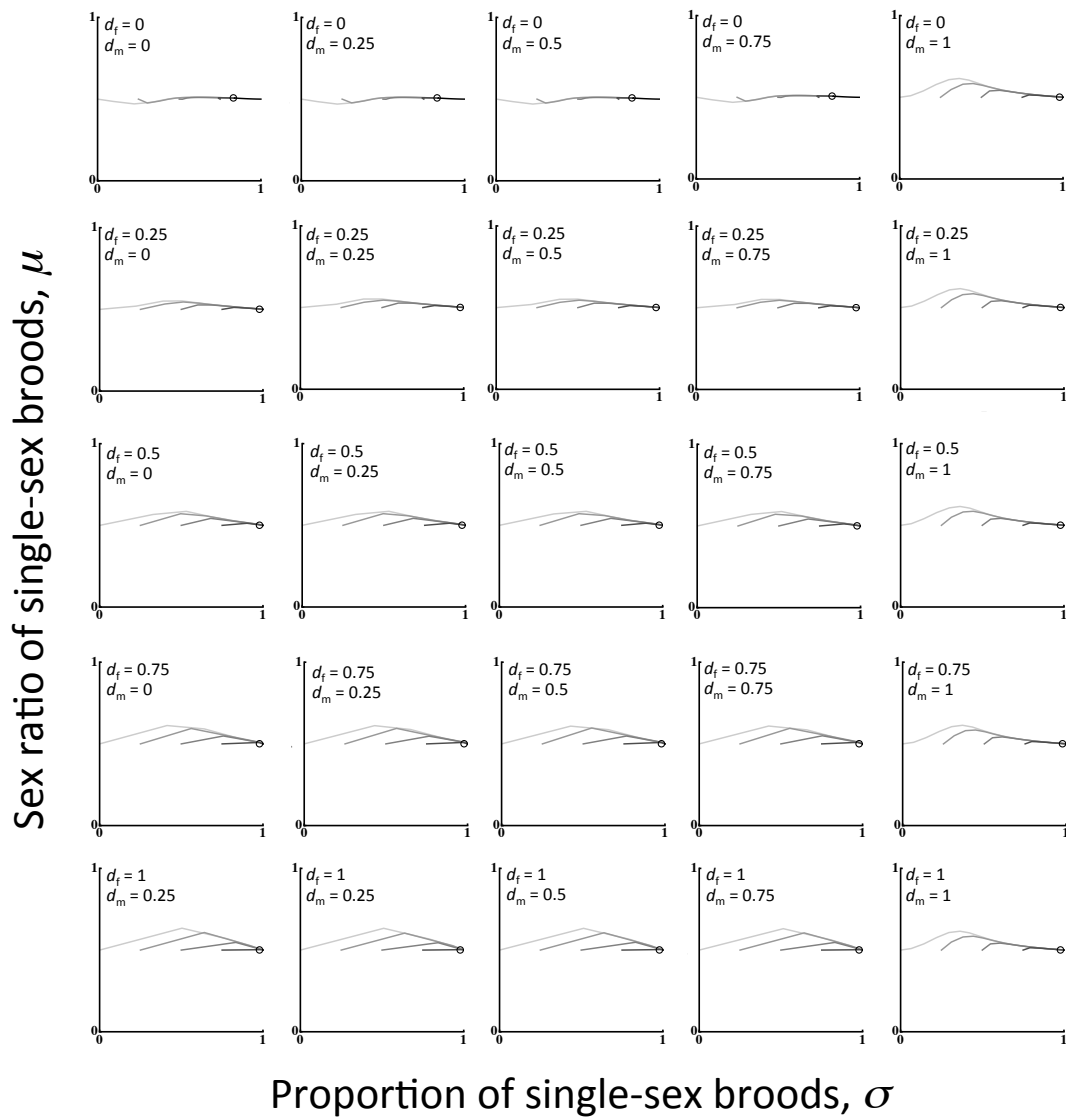 Sex ratio of single-sex broods, μ
1
d_f = 0
d_m = 0
0
0
1
1
d_f = 0
d_m = 0.25
0
0
1
1
d_f = 0
d_m = 0.5
0
0
1
1
d_f = 0
d_m = 0.75
0
0
1
1
d_f = 0
d_m = 1
0
0
1
1
d_f = 0.25
d_m = 0
0
0
1
1
d_f = 0.25
d_m = 0.25
0
0
1
1
d_f = 0.25
d_m = 0.5
0
0
1
1
d_f = 0.25
d_m = 0.75
0
0
1
1
d_f = 0.25
d_m = 1
0
0
1
1
d_f = 0.5
d_m = 0
0
0
1
1
d_f = 0.5
d_m = 0.25
0
0
1
1
d_f = 0.5
d_m = 0.5
0
0
1
1
d_f = 0.5
d_m = 0.75
0
0
1
1
d_f = 0.5
d_m = 1
0
0
1
1
d_f = 0.75
d_m = 0
0
0
1
1
d_f = 0.75
d_m = 0.25
0
0
1
1
d_f = 0.75
d_m = 0.5
0
0
1
1
d_f = 0.75
d_m = 0.75
0
0
1
1
d_f = 0.75
d_m = 1
0
0
1
1
d_f = 1
d_m = 0.25
0
0
1
1
d_f = 1
d_m = 0.25
0
0
1
1
d_f = 1
d_m = 0.5
0
0
1
1
d_f = 1
d_m = 0.75
0
0
1
1
d_f = 1
d_m = 1
0
0
1
Proportion of single-sex broods, σ